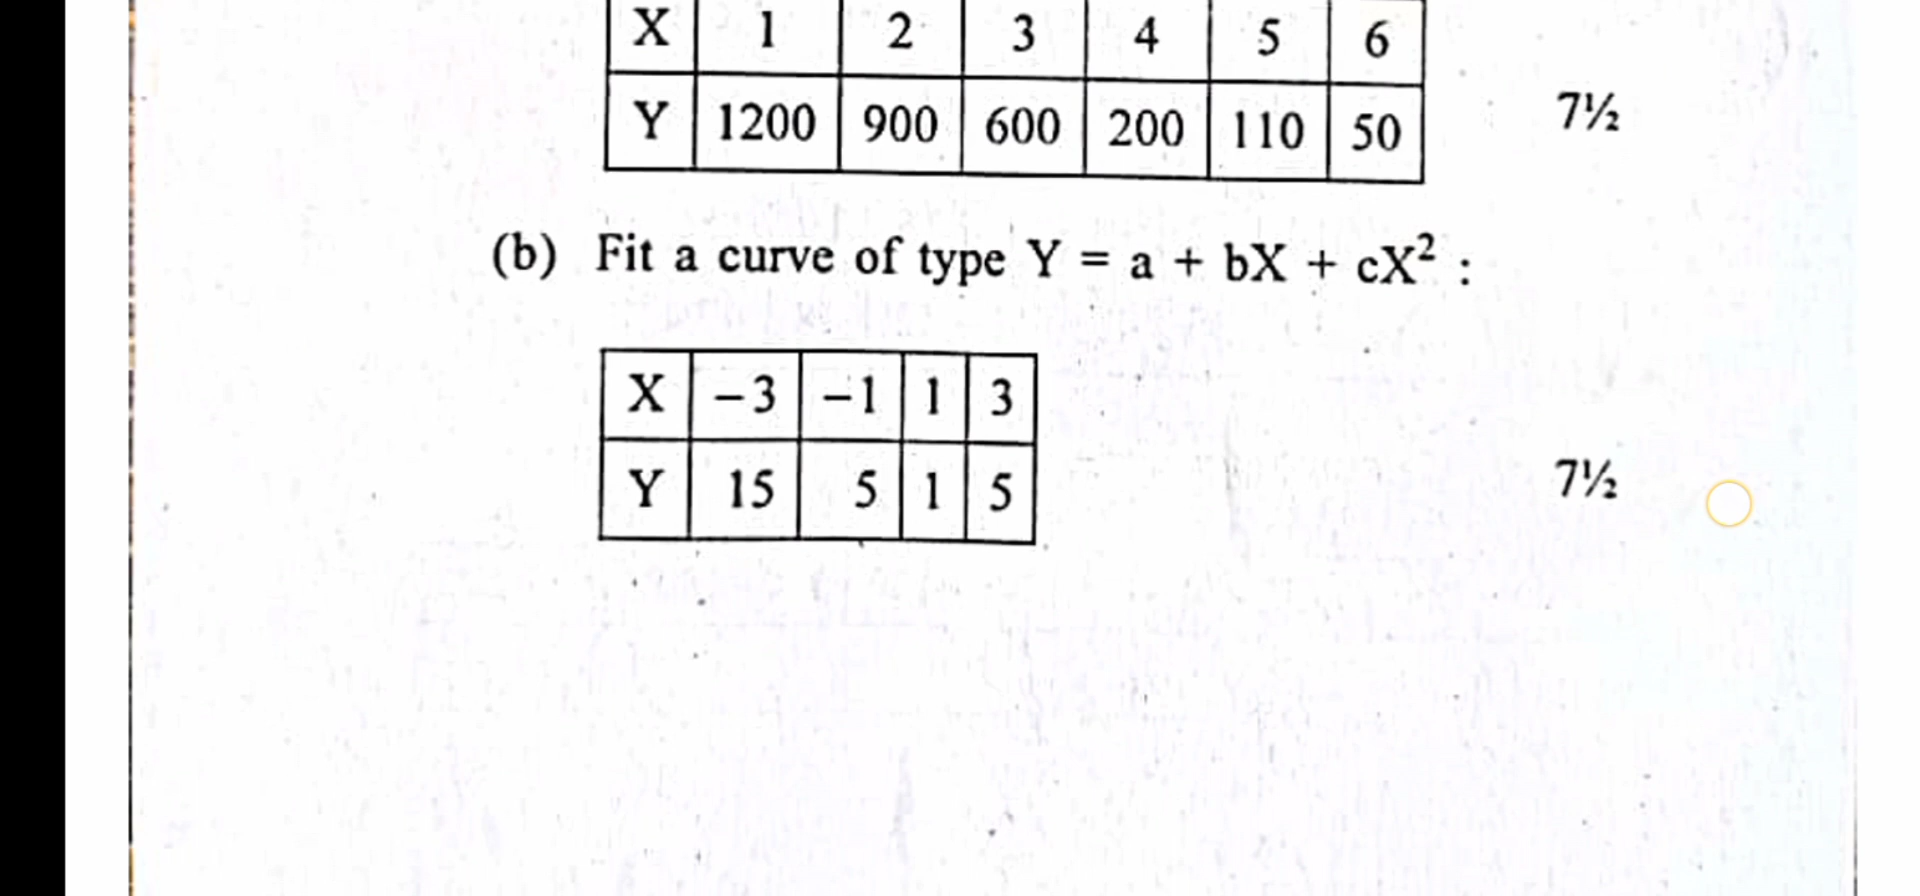 X 1 2 3 4 5 6
Y 1200 900 600 200 110 50 7½
(b) Fit a curve of type Y = a + bX + cX² :
X −3 −1 1 3
Y 15 5 1 5 7½